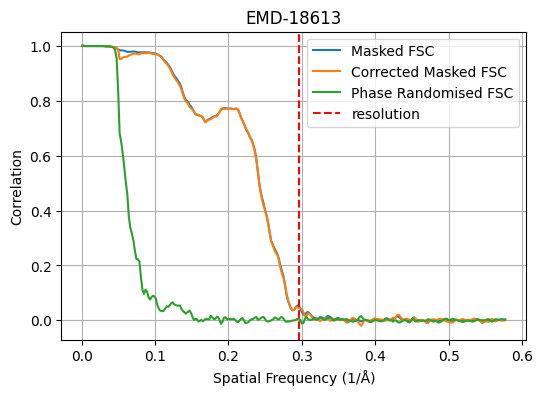 EMD-18613
Masked FSC
Corrected Masked FSC
Phase Randomised FSC
resolution
Correlation
1.0
0.8
0.6
0.4
0.2
0.0
0.0 0.1 0.2 0.3 0.4 0.5 0.6
Spatial Frequency (1/Å)